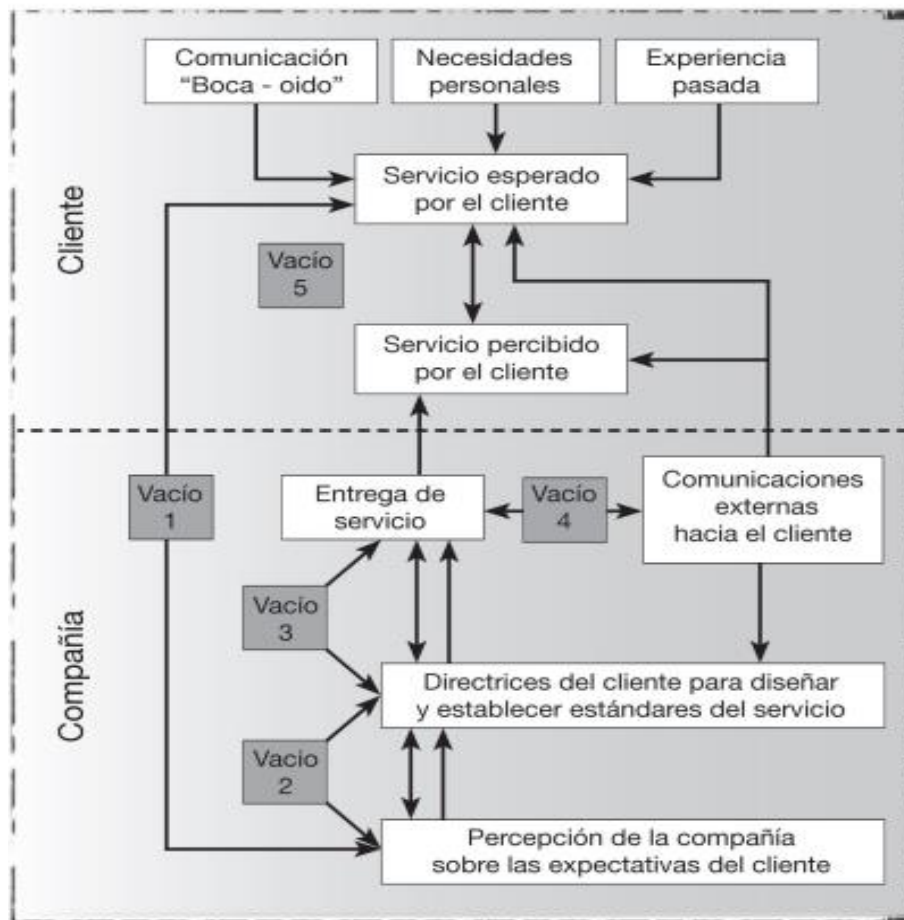 Comunicación
“Boca - oido”
Necesidades
personales
Experiencia
pasada
Servicio esperado
por el cliente
Cliente
Vacío
5
Servicio percibido
por el cliente
Vacío
1
Entrega de
servicio
Vacío
4
Comunicaciones
externas
hacia el cliente
Vacío
3
Compañía
Directrices del cliente para diseñar
y establecer estándares del servicio
Vacío
2
Percepción de la compañía
sobre las expectativas del cliente